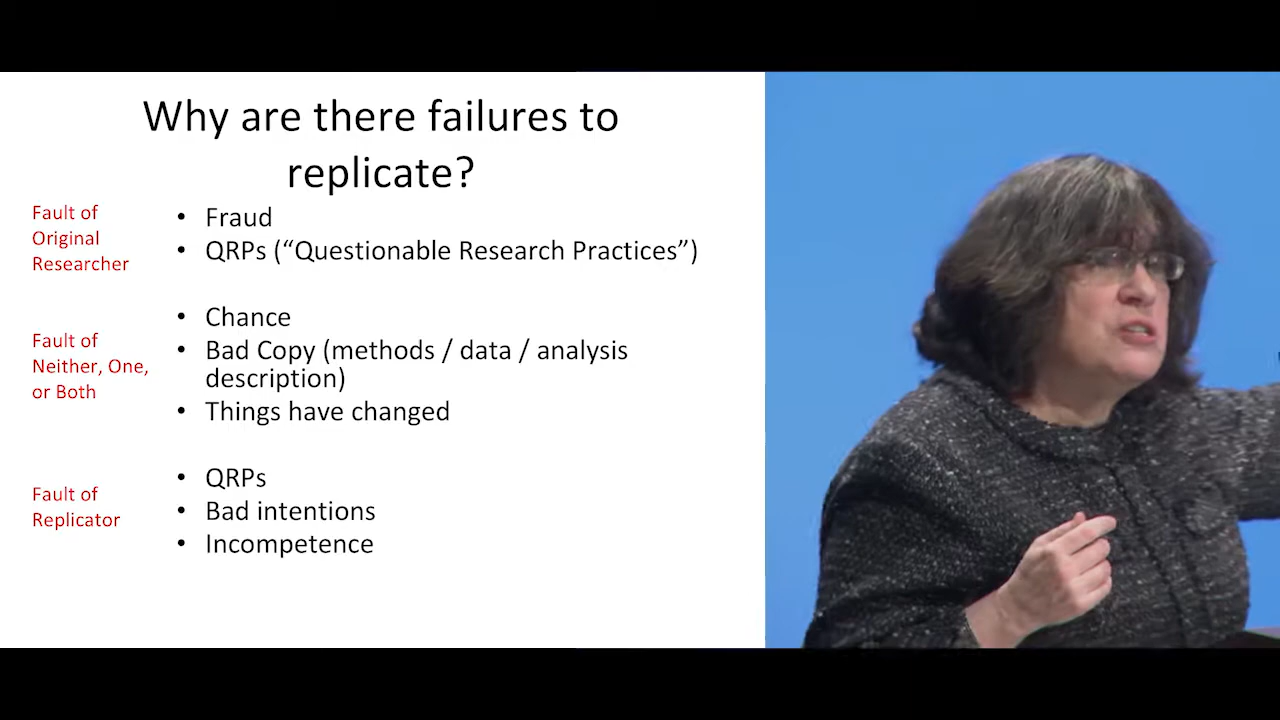 Why are there failures to
replicate?
Fault of
Original
Researcher
• Fraud
• QRPs (“Questionable Research Practices”)
Fault of
Neither, One,
or Both
• Chance
• Bad Copy (methods / data / analysis
description)
• Things have changed
Fault of
Replicator
• QRPs
• Bad intentions
• Incompetence